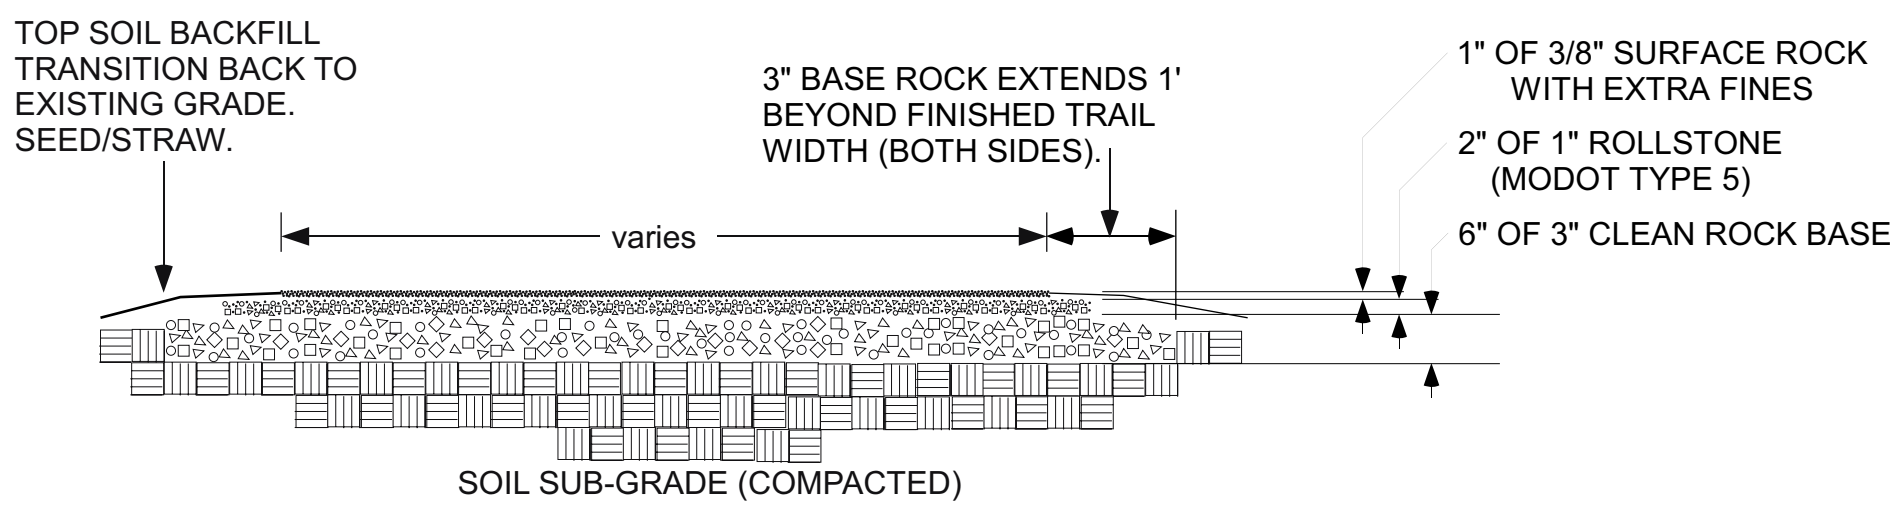 TOP SOIL BACKFILL
TRANSITION BACK TO
EXISTING GRADE.
SEED/STRAW.
3" BASE ROCK EXTENDS 1'
BEYOND FINISHED TRAIL
WIDTH (BOTH SIDES).
1" OF 3/8" SURFACE ROCK
WITH EXTRA FINES
2" OF 1" ROLLSTONE
(MODOT TYPE 5)
6" OF 3" CLEAN ROCK BASE
varies
SOIL SUB-GRADE (COMPACTED)